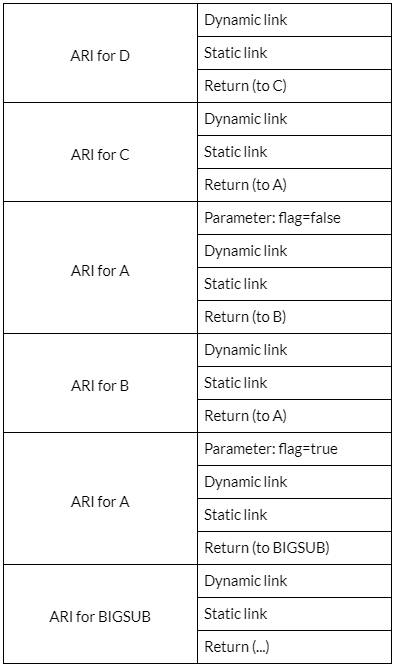 ARI for D
Dynamic link
Static link
Return (to C)
ARI for C
Dynamic link
Static link
Return (to A)
ARI for A
Parameter: flag=false
Dynamic link
Static link
Return (to B)
ARI for B
Dynamic link
Static link
Return (to A)
ARI for A
Parameter: flag=true
Dynamic link
Static link
Return (to BIGSUB)
ARI for BIGSUB
Dynamic link
Static link
Return (...)